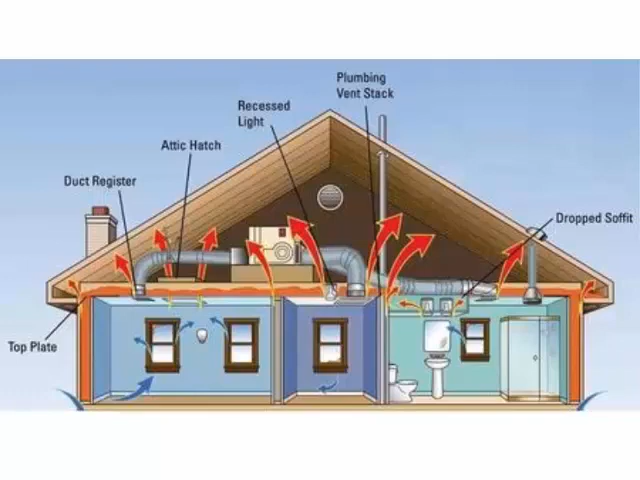 Plumbing
Vent Stack
Recessed
Light
Attic Hatch
Duct Register
Dropped Soffit
Top Plate